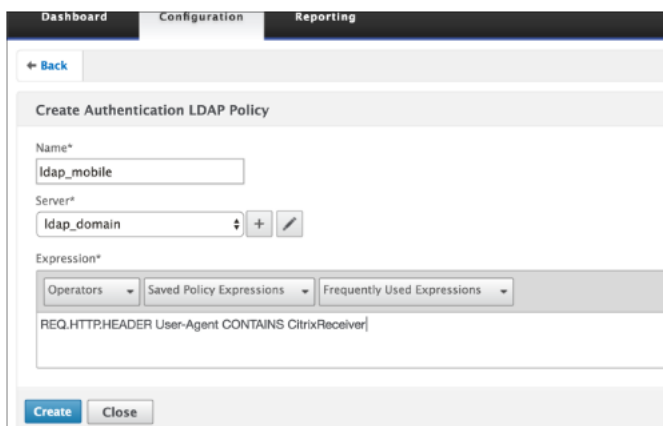 Dashboard Configuration Reporting
← Back
Create Authentication LDAP Policy
Name*
ldap_mobile
Server*
ldap_domain
Expression*
Operators Saved Policy Expressions Frequently Used Expressions
REQ.HTTP.HEADER User-Agent CONTAINS CitrixReceiver
Create Close